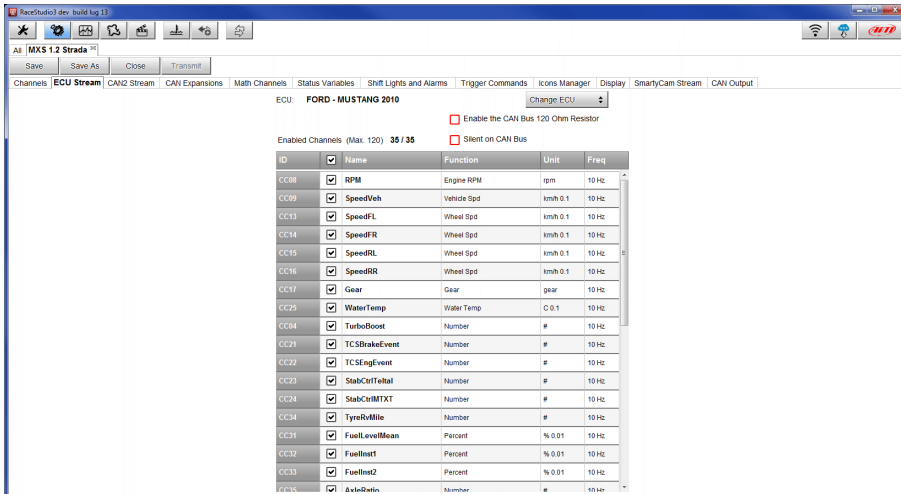 RaceStudio3 dev build lug 13
AiM
All MXS 1.2 Strada
Save Save As Close Transmit
Channels ECU Stream CAN2 Stream CAN Expansions Math Channels Status Variables Shift Lights and Alarms Trigger Commands Icons Manager Display SmartyCam Stream CAN Output
ECU: FORD - MUSTANG 2010 Change ECU
Enable the CAN Bus 120 Ohm Resistor
Enabled Channels (Max. 120) 35 / 35 Silent on CAN Bus
ID Name Function Unit Freq
CC08 RPM Engine RPM rpm 10 Hz
CC09 SpeedVeh Vehicle Spd km/h 0.1 10 Hz
CC13 SpeedFL Wheel Spd km/h 0.1 10 Hz
CC14 SpeedFR Wheel Spd km/h 0.1 10 Hz
CC15 SpeedRL Wheel Spd km/h 0.1 10 Hz
CC16 SpeedRR Wheel Spd km/h 0.1 10 Hz
CC17 Gear Gear gear 10 Hz
CC25 WaterTemp Water Temp C 0.1 10 Hz
CC04 TurboBoost Number # 10 Hz
CC21 TCSBrakeEvent Number # 10 Hz
CC22 TCSEngEvent Number # 10 Hz
CC23 StabCtrlTeltal Number # 10 Hz
CC24 StabCtrlMTXT Number # 10 Hz
CC34 TyreRvMile Number # 10 Hz
CC31 FuelLevelMean Percent % 0.01 10 Hz
CC32 FuelInst1 Percent % 0.01 10 Hz
CC33 FuelInst2 Percent % 0.01 10 Hz
CC35 AxleRatio Number # 10 Hz